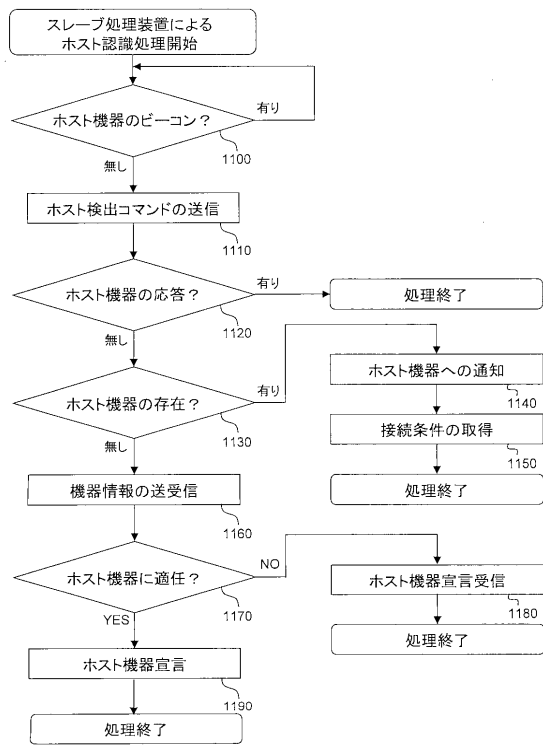 スレーブ処理装置による
ホスト認識処理開始
ホスト機器のビーコン？
有り
1100
無し
ホスト検出コマンドの送信
1110
ホスト機器の応答？
有り
処理終了
1120
無し
ホスト機器の存在？
有り
ホスト機器への通知
1140
1130
接続条件の取得
1150
無し
処理終了
機器情報の送受信
1160
ホスト機器に適任？
NO
ホスト機器宣言受信
1180
1170
YES
処理終了
ホスト機器宣言
1190
処理終了